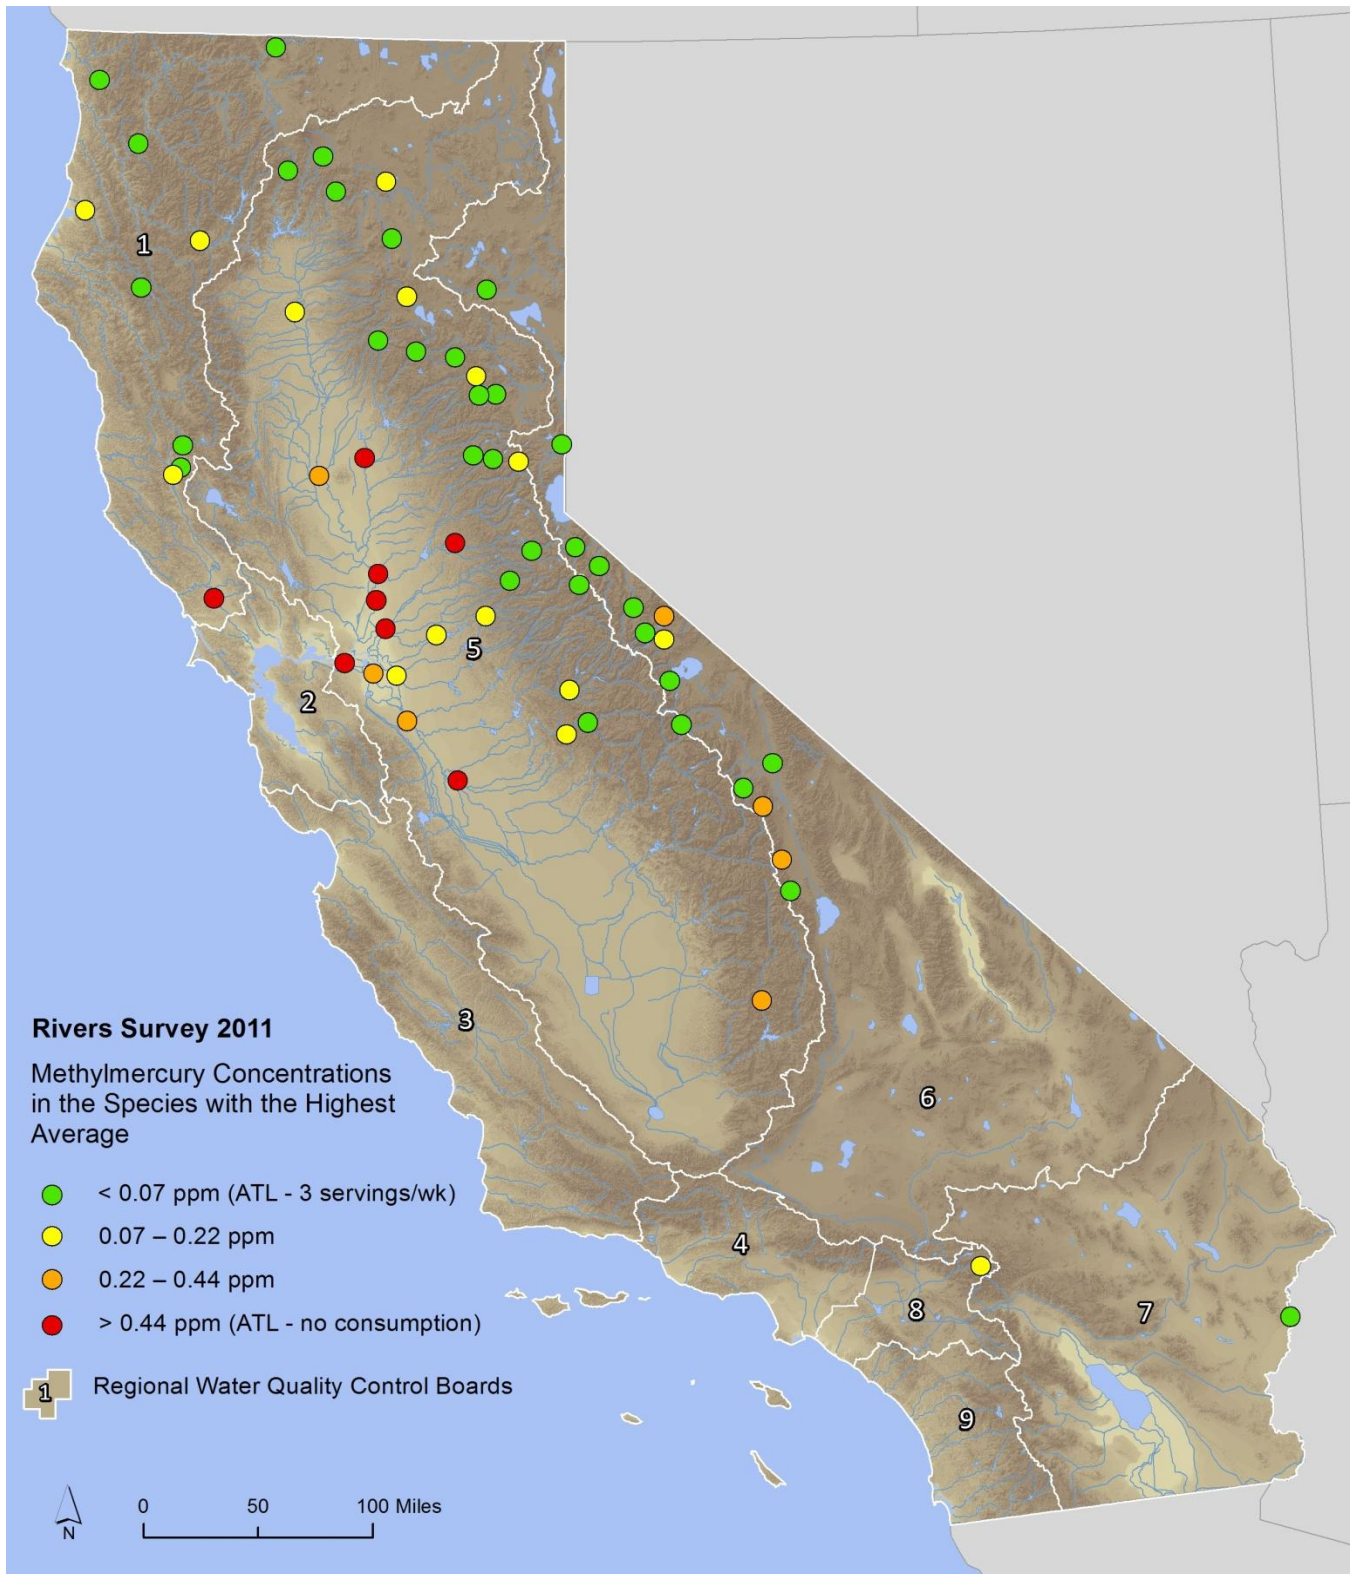 1
5
2
3
6
4
8
7
9
Rivers Survey 2011
Methylmercury Concentrations
in the Species with the Highest
Average
< 0.07 ppm (ATL - 3 servings/wk)
0.07 – 0.22 ppm
0.22 – 0.44 ppm
> 0.44 ppm (ATL - no consumption)
1 Regional Water Quality Control Boards
N 0 50 100 Miles